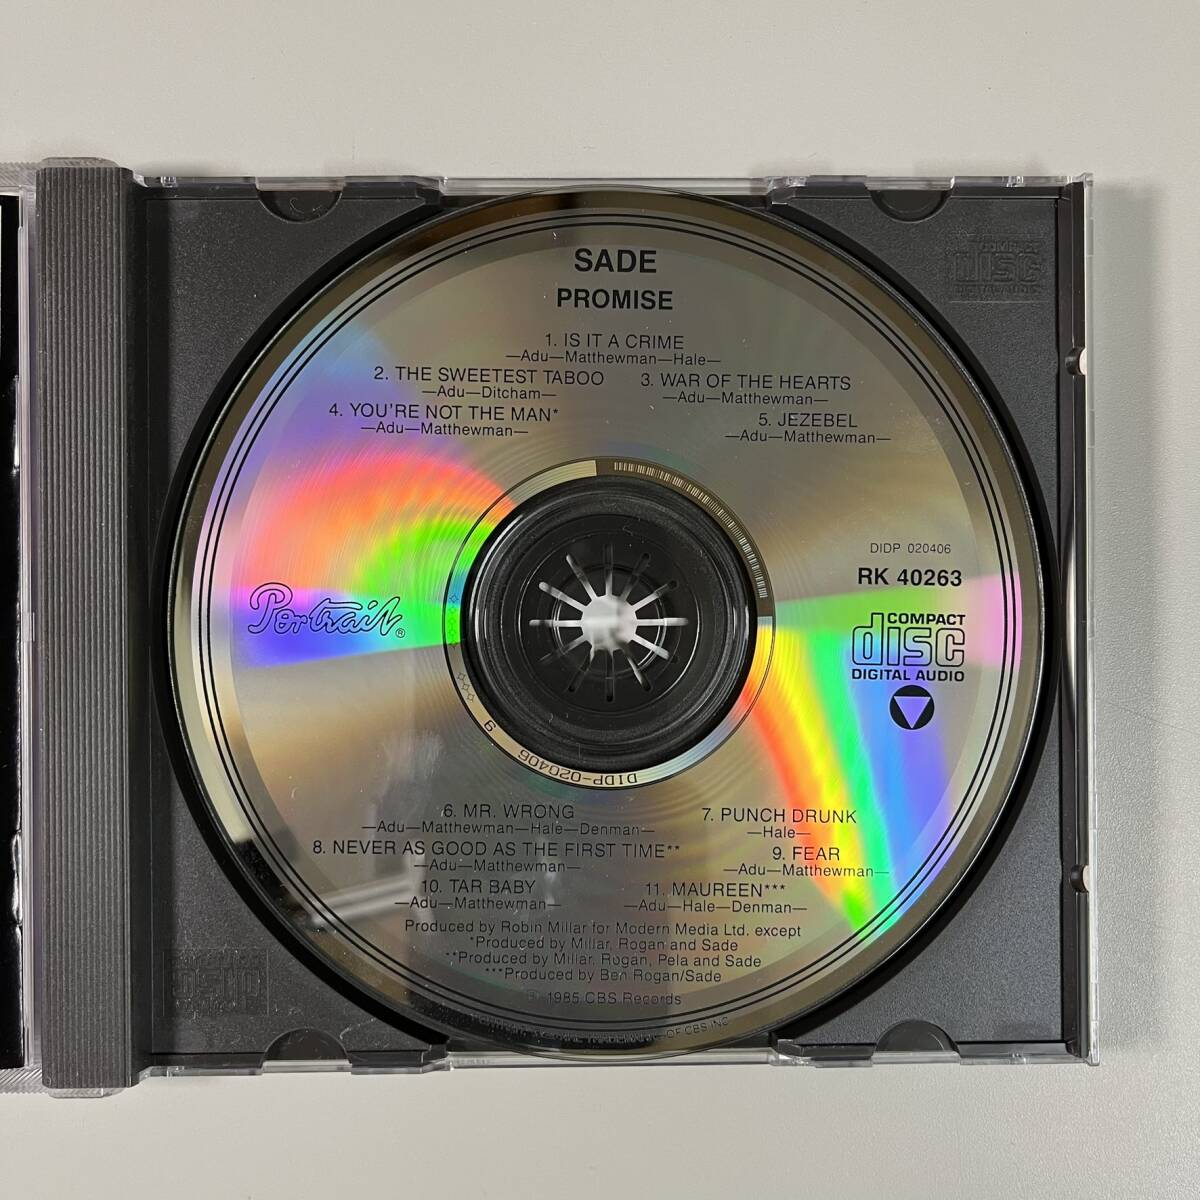 SADE
PROMISE
1. IS IT A CRIME
—Adu—Matthewman—Hale—
2. THE SWEETEST TABOO
—Adu—Ditcham—
3. WAR OF THE HEARTS
—Adu—Matthewman—
4. YOU'RE NOT THE MAN*
—Adu—Matthewman—
5. JEZEBEL
—Adu—Matthewman—
COMPACT
disc
DIGITAL AUDIO
DIDP 020406
RK 40263
Portrait®
COMPACT
disc
DIGITAL AUDIO
DIDP-020406 9
6. MR. WRONG
—Adu—Matthewman—Hale—Denman—
7. PUNCH DRUNK
—Hale—
8. NEVER AS GOOD AS THE FIRST TIME**
—Adu—Matthewman—
9. FEAR
—Adu—Matthewman—
10. TAR BABY
—Adu—Matthewman—
11. MAUREEN***
—Adu—Hale—Denman—
Produced by Robin Millar for Modern Media Ltd. except
*Produced by Millar, Rogan and Sade
**Produced by Millar, Rogan, Pela and Sade
***Produced by Ben Rogan/Sade
℗ 1985 CBS Records
OF CBS INC